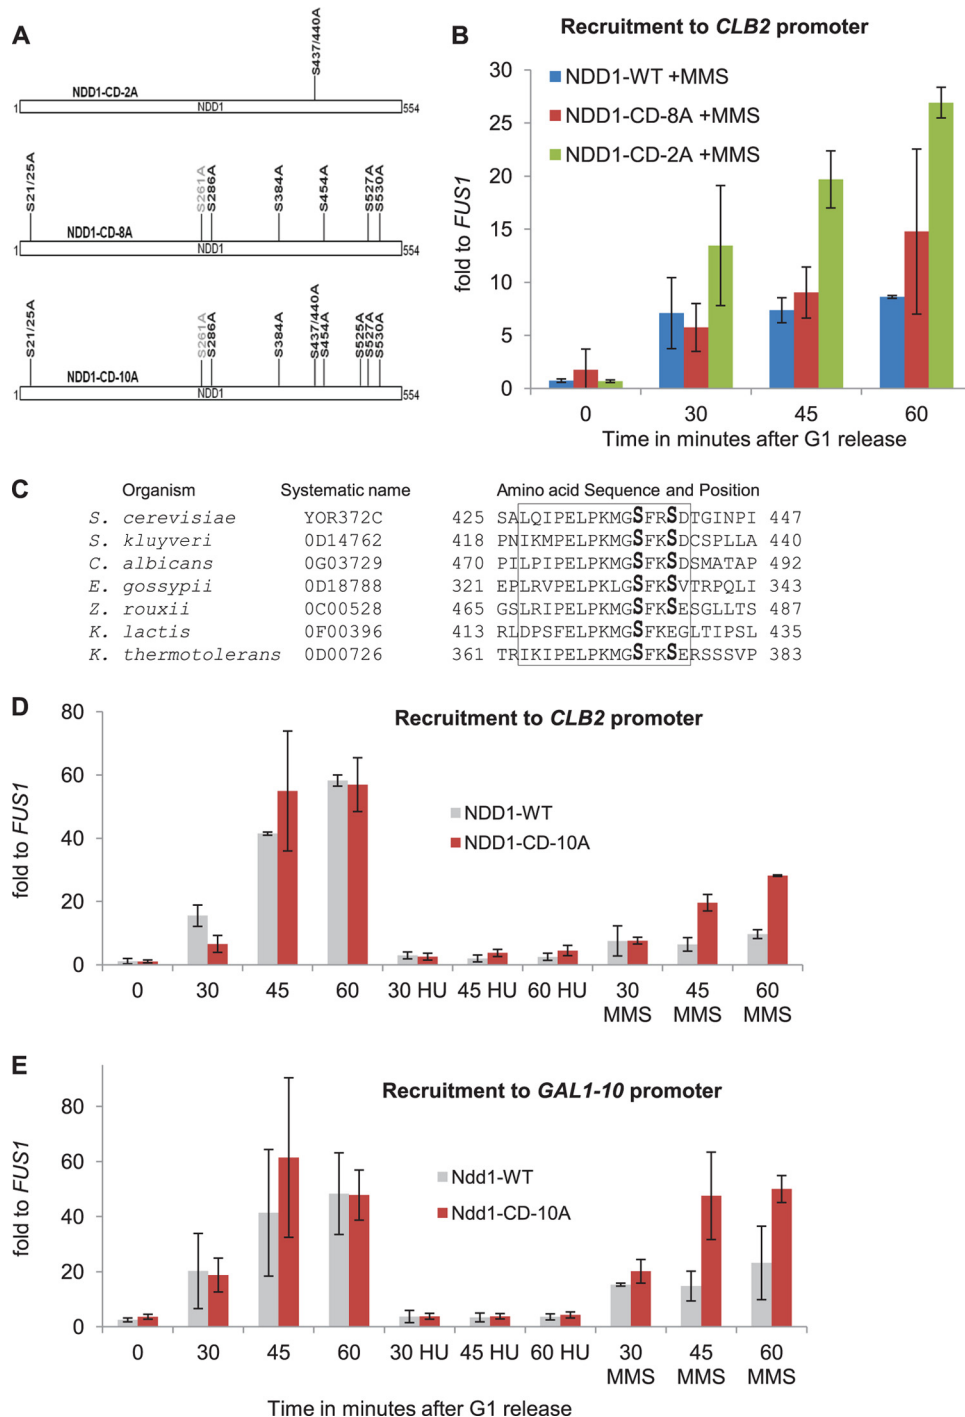 A
S437/440A
NDD1-CD-2A
1 NDD1 554
S21/25A S261A S286A S384A S454A S527A S530A
NDD1-CD-8A
1 NDD1 554
S21/25A S261A S286A S384A S437/440A S454A S525A S527A S530A
NDD1-CD-10A
1 NDD1 554
B
Recruitment to CLB2 promoter
fold to FUS1
30
25
20
15
10
5
0
NDD1-WT +MMS
NDD1-CD-8A +MMS
NDD1-CD-2A +MMS
0 30 45 60
Time in minutes after G1 release
C
Organism Systematic name Amino acid Sequence and Position
S. cerevisiae YOR372C 425 SALQIPELPKMGSFRSDTGINPI 447
S. kluyveri 0D14762 418 PNIKMPELPKMGSFKSDCSPLLA 440
C. albicans 0G03729 470 PILPIPELPKMGSFKSDSMATAP 492
E. gossypii 0D18788 321 EPLRVPELPKLGSFKSVTRPQLI 343
Z. rouxii 0C00528 465 GSLRIPELPKMGSFKSESGLLTS 487
K. lactis 0F00396 413 RLDPSFELPKMGSFKEGLTIPSL 435
K. thermotolerans 0D00726 361 TRIKIPELPKMGSFKSERSSSVP 383
D
Recruitment to CLB2 promoter
fold to FUS1
80
60
40
20
0
NDD1-WT
NDD1-CD-10A
0 30 45 60 30 HU 45 HU 60 HU 30 MMS 45 MMS 60 MMS
E
Recruitment to GAL1-10 promoter
fold to FUS1
80
60
40
20
0
Ndd1-WT
Ndd1-CD-10A
0 30 45 60 30 HU 45 HU 60 HU 30 MMS 45 MMS 60 MMS
Time in minutes after G1 release